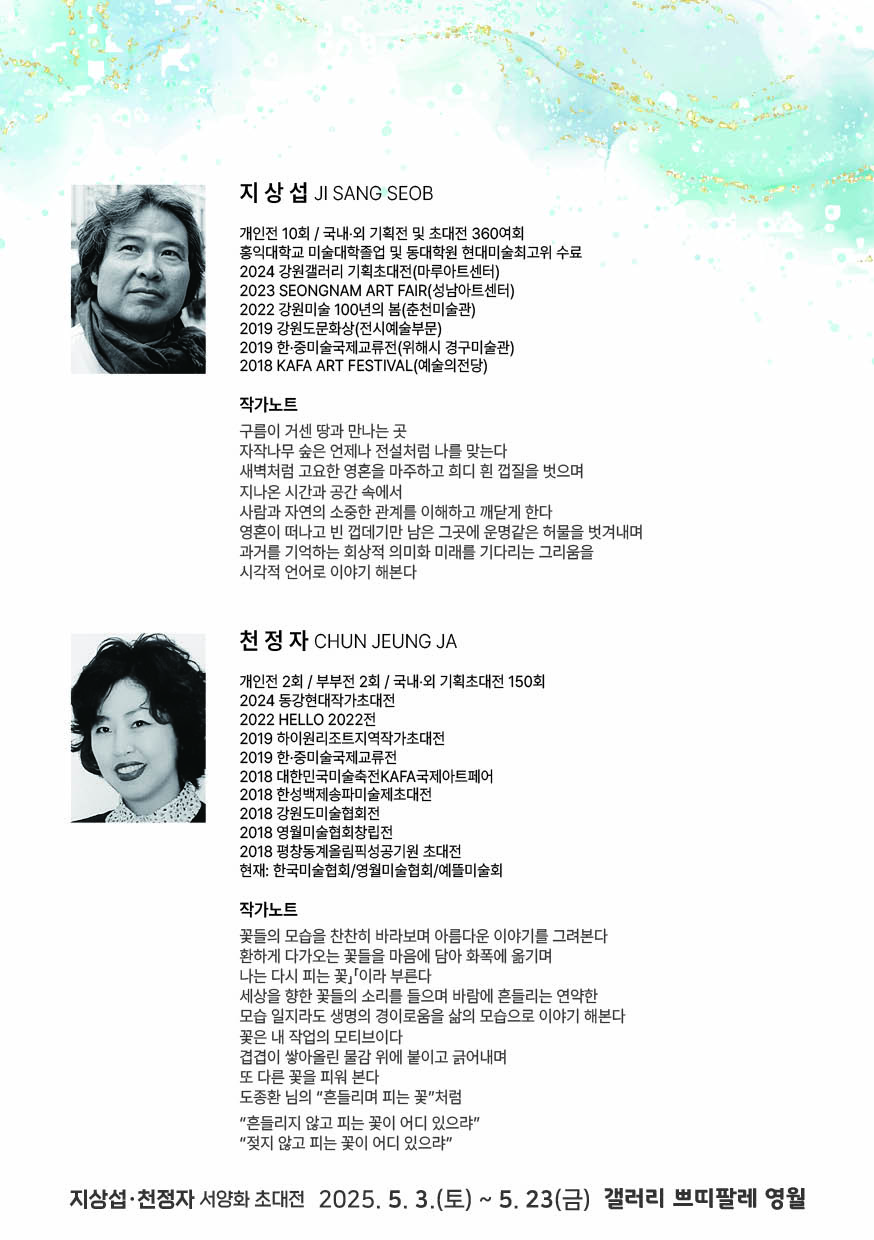 지 상 섭 JI SANG SEOB
개인전 10회 / 국내·외 기획전 및 초대전 360여회
홍익대학교 미술대학졸업 및 동대학원 현대미술최고위 수료
2024 강원갤러리 기획초대전(마루아트센터)
2023 SEONGNAM ART FAIR(성남아트센터)
2022 강원미술 100년의 봄(춘천미술관)
2019 강원도문화상(전시예술부문)
2019 한·중미술국제교류전(위해시 경구미술관)
2018 KAFA ART FESTIVAL(예술의전당)
작가노트
구름이 거센 땅과 만나는 곳
자작나무 숲은 언제나 전설처럼 나를 맞는다
새벽처럼 고요한 영혼을 마주하고 희디 흰 껍질을 벗으며
지나온 시간과 공간 속에서
사람과 자연의 소중한 관계를 이해하고 깨닫게 한다
영혼이 떠나고 빈 껍데기만 남은 그곳에 운명같은 허물을 벗겨내며
과거를 기억하는 회상적 의미화 미래를 기다리는 그리움을
시각적 언어로 이야기 해본다
천 정 자 CHUN JEUNG JA
개인전 2회 / 부부전 2회 / 국내·외 기획초대전 150회
2024 동강현대작가초대전
2022 HELLO 2022전
2019 하이원리조트지역작가초대전
2019 한·중미술국제교류전
2018 대한민국미술축전KAFA국제아트페어
2018 한성백제송파미술제초대전
2018 강원도미술협회전
2018 영월미술협회창립전
2018 평창동계올림픽성공기원 초대전
현재: 한국미술협회/영월미술협회/예뜰미술회
작가노트
꽃들의 모습을 찬찬히 바라보며 아름다운 이야기를 그려본다
환하게 다가오는 꽃들을 마음에 담아 화폭에 옮기며
나는 다시 피는 꽃」「이라 부른다
세상을 향한 꽃들의 소리를 들으며 바람에 흔들리는 연약한
모습 일지라도 생명의 경이로움을 삶의 모습으로 이야기 해본다
꽃은 내 작업의 모티브이다
겹겹이 쌓아올린 물감 위에 붙이고 긁어내며
또 다른 꽃을 피워 본다
도종환 님의 “흔들리며 피는 꽃”처럼
“흔들리지 않고 피는 꽃이 어디 있으랴”
“젖지 않고 피는 꽃이 어디 있으랴”
지상섭·천정자 서양화 초대전 2025. 5. 3.(토) ~ 5. 23(금) 갤러리 쁘띠팔레 영월